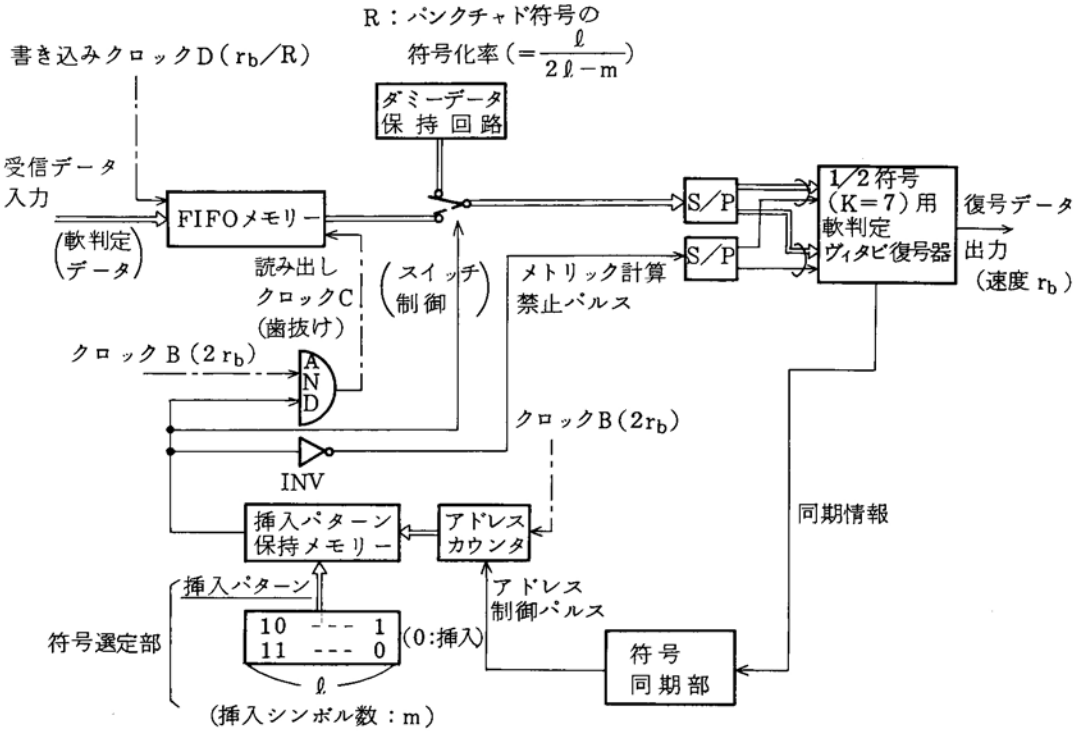 R：パンクチャド符号の
符号化率(=ℓ/(2ℓ−m))
書き込みクロックD(rb/R)
ダミーデータ
保持回路
受信データ
入力
(軟判定
データ)
FIFOメモリー
S/P
S/P
1/2符号
(K=7)用
軟判定
ヴィタビ復号器
復号データ
出力
(速度 rb)
読み出し
クロックC
(歯抜け)
(スイッチ
制御)
メトリック計算
禁止パルス
クロックB(2rb)
AND
クロックB(2rb)
INV
挿入パターン
保持メモリー
アドレス
カウンタ
同期情報
挿入パターン
アドレス
制御パルス
符号選定部
10 --- 1
11 --- 0
(0:挿入)
ℓ
(挿入シンボル数：m)
符号
同期部